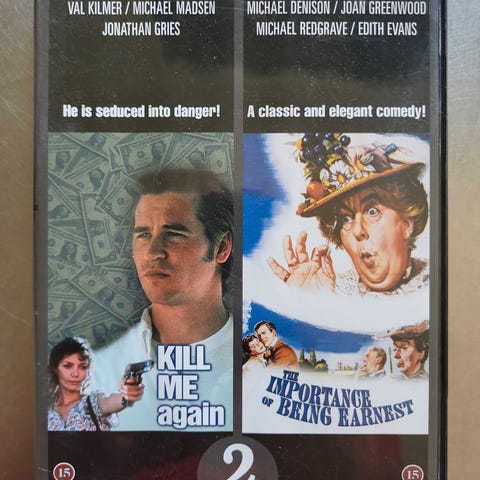 VAL KILMER / MICHAEL MADSEN
JONATHAN GRIES
He is seduced into danger!
KILL
ME
again
15
MICHAEL DENISON / JOAN GREENWOOD
MICHAEL REDGRAVE / EDITH EVANS
A classic and elegant comedy!
THE
IMPORTANCE
OF BEING EARNEST
2
15